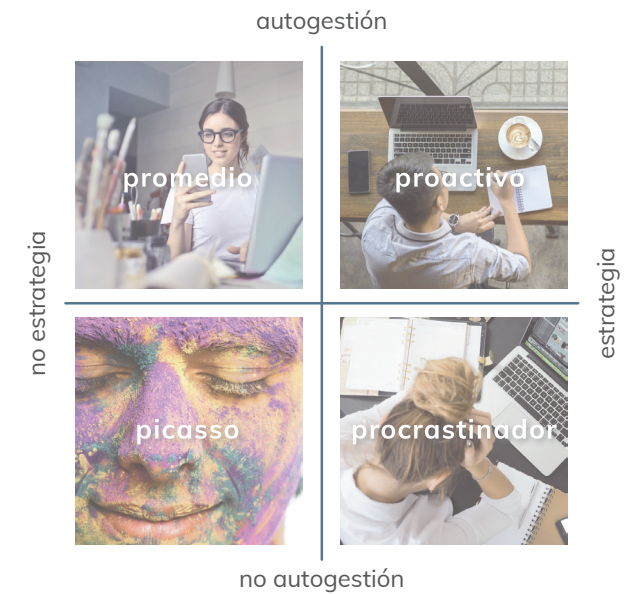 autogestión
promedio
proactivo
no estrategia
estrategia
picasso
procrastinador
no autogestión